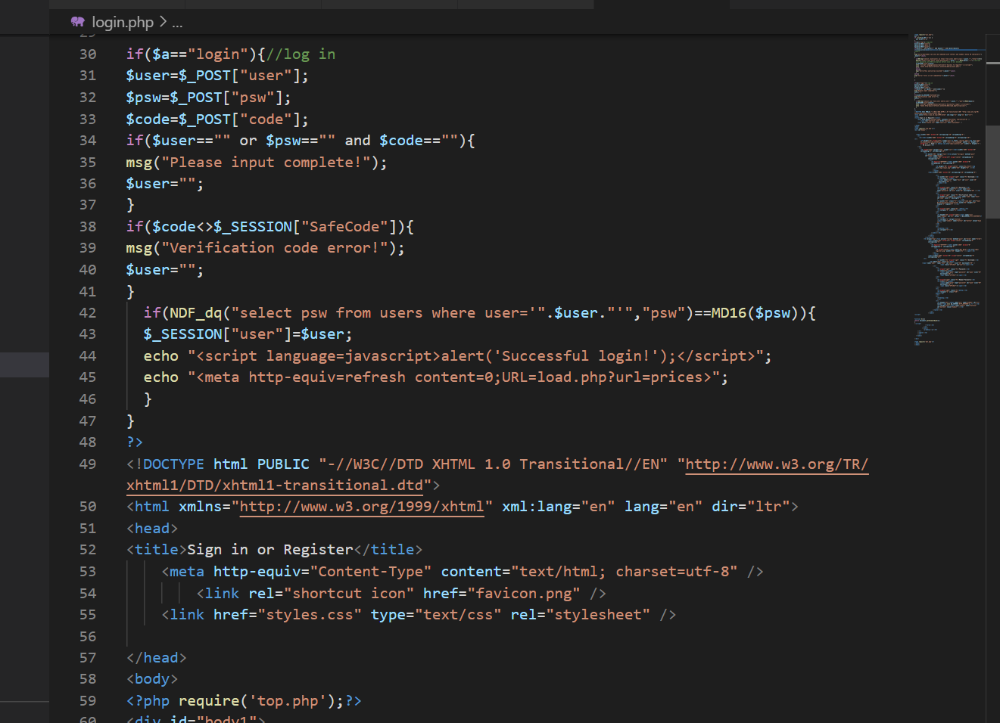 login.php > ...
29
30 if($a=="login"){//log in
31 $user=$_POST["user"];
32 $psw=$_POST["psw"];
33 $code=$_POST["code"];
34 if($user=="" or $psw=="" and $code==""){
35 msg("Please input complete!");
36 $user="";
37 }
38 if($code<>$_SESSION["SafeCode"]){
39 msg("Verification code error!");
40 $user="";
41 }
42 if(NDF_dq("select psw from users where user='".$user."'","psw")==MD16($psw)){
43 $_SESSION["user"]=$user;
44 echo "<script language=javascript>alert('Successful login!');</script>";
45 echo "<meta http-equiv=refresh content=0;URL=load.php?url=prices>";
46 }
47 }
48 ?>
49 <!DOCTYPE html PUBLIC "-//W3C//DTD XHTML 1.0 Transitional//EN" "http://www.w3.org/TR/
xhtml1/DTD/xhtml1-transitional.dtd">
50 <html xmlns="http://www.w3.org/1999/xhtml" xml:lang="en" lang="en" dir="ltr">
51 <head>
52 <title>Sign in or Register</title>
53 <meta http-equiv="Content-Type" content="text/html; charset=utf-8" />
54 <link rel="shortcut icon" href="favicon.png" />
55 <link href="styles.css" type="text/css" rel="stylesheet" />
56
57 </head>
58 <body>
59 <?php require('top.php');?>
60 <div id="body1">